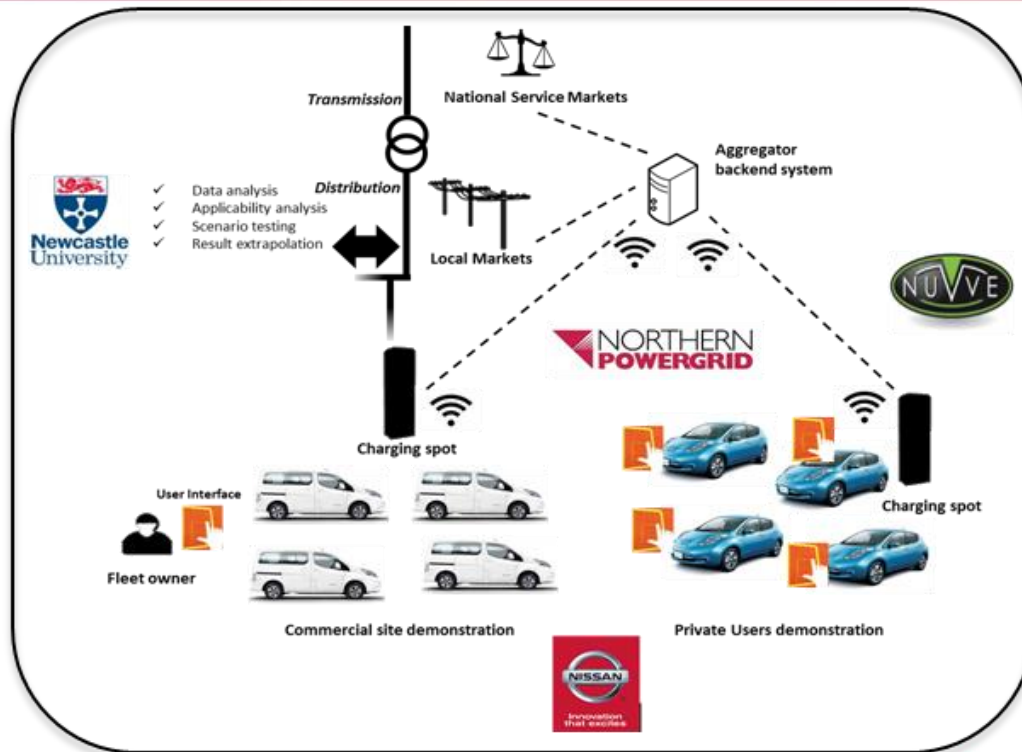 Transmission
National Service Markets
Aggregator
backend system
Distribution
Newcastle
University
✓ Data analysis
✓ Applicability analysis
✓ Scenario testing
✓ Result extrapolation
Local Markets
NUVVE
NORTHERN
POWERGRID
Charging spot
Charging spot
User Interface
Fleet owner
Commercial site demonstration
Private Users demonstration
NISSAN
Innovation
that excites